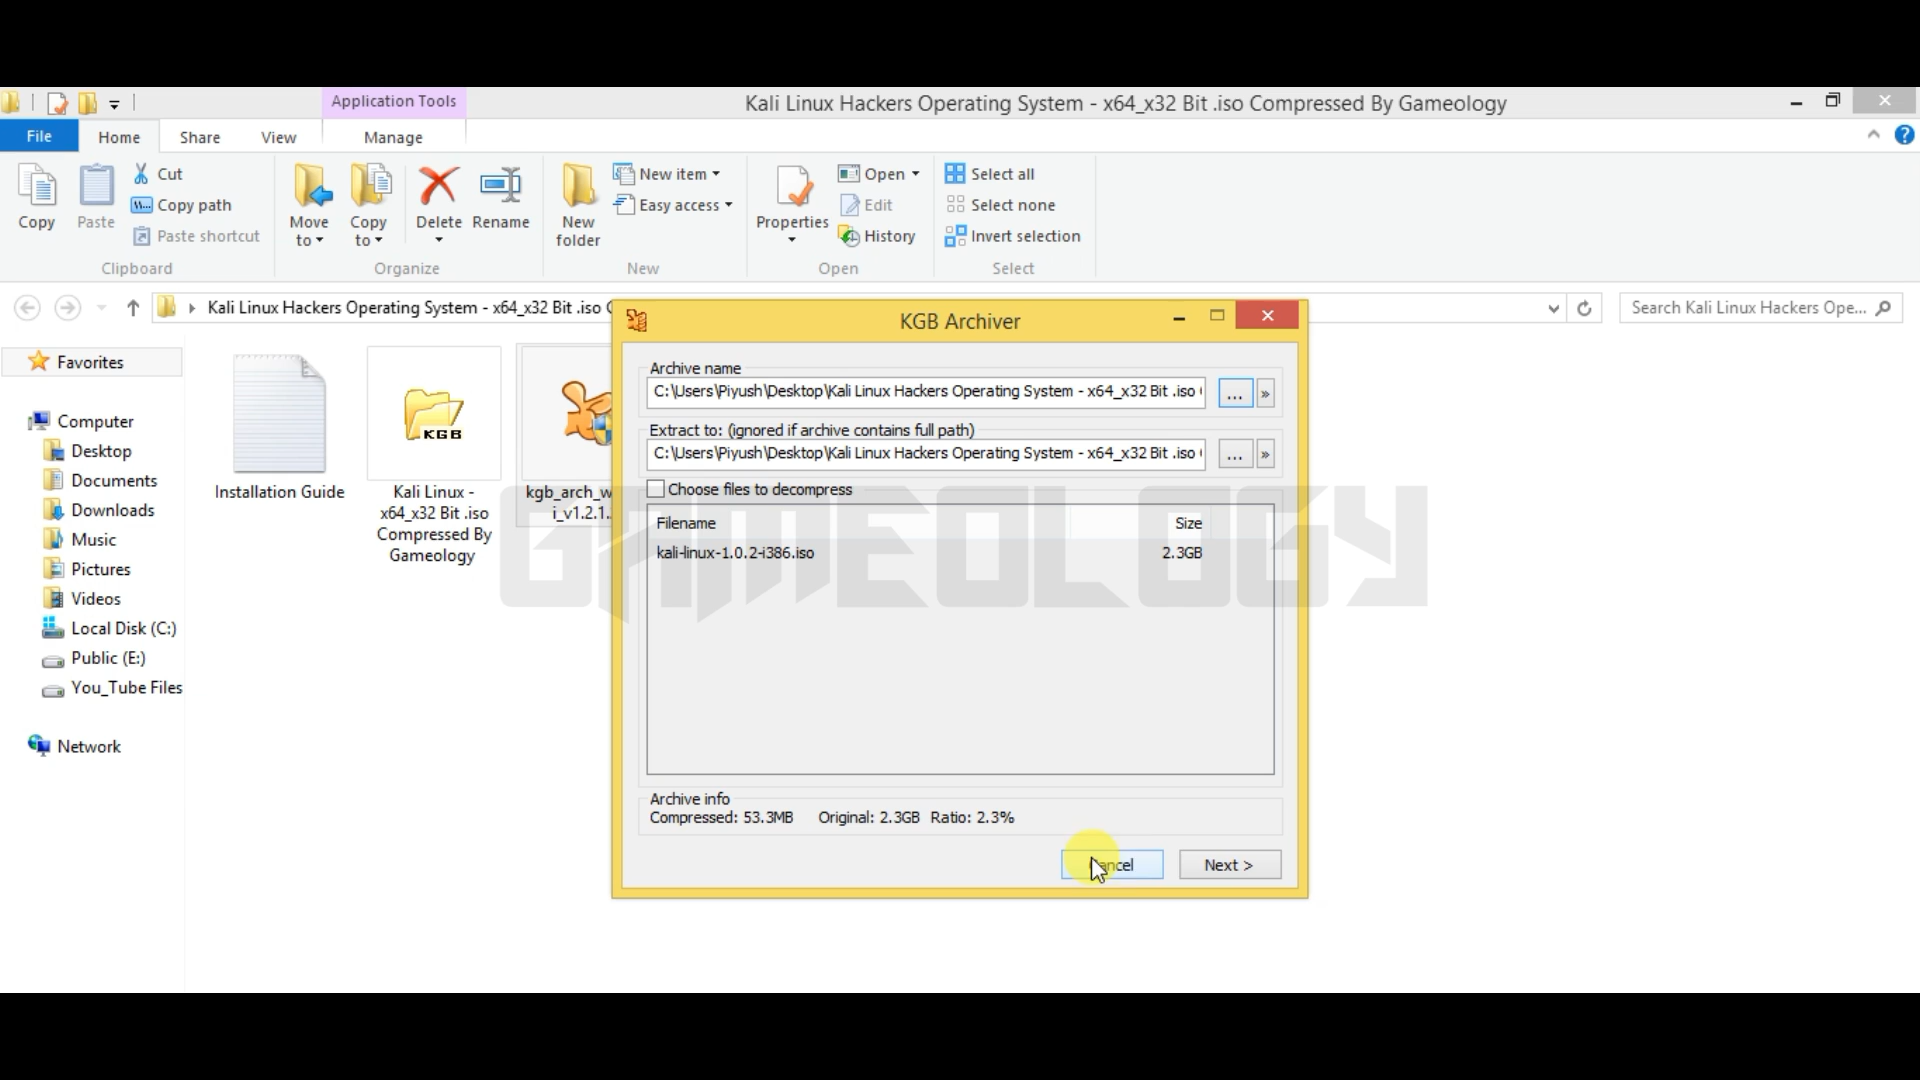 Application Tools
Kali Linux Hackers Operating System - x64_x32 Bit .iso Compressed By Gameology
File
Home
Share
View
Manage
Copy
Paste
Cut
Copy path
Paste shortcut
Clipboard
Move to
Copy to
Delete
Rename
Organize
New folder
New item
Easy access
New
Properties
Open
Edit
History
Open
Select all
Select none
Invert selection
Select
Kali Linux Hackers Operating System - x64_x32 Bit .iso
Search Kali Linux Hackers Ope...
Favorites
Computer
Desktop
Documents
Downloads
Music
Pictures
Videos
Local Disk (C:)
Public (E:)
You_Tube Files
Network
Installation Guide
KGB
Kali Linux -
x64_x32 Bit .iso
Compressed By
Gameology
kgb_arch_w
i_v1.2.1.
KGB Archiver
Archive name
C:\Users\Piyush\Desktop\Kali Linux Hackers Operating System - x64_x32 Bit .iso
...
»
Extract to: (ignored if archive contains full path)
C:\Users\Piyush\Desktop\Kali Linux Hackers Operating System - x64_x32 Bit .iso
...
»
Choose files to decompress
Filename
Size
kali-linux-1.0.2-i386.iso
2.3GB
GAMEOLOGY
Archive info
Compressed: 53.3MB Original: 2.3GB Ratio: 2.3%
Cancel
Next >